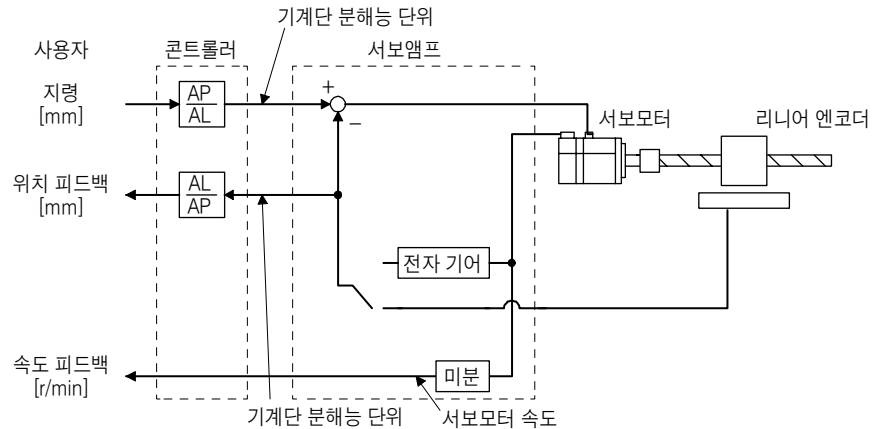 기계단 분해능 단위
사용자
콘트롤러
서보앰프
지령
[mm]
AP
AL
+
−
서보모터
리니어 엔코더
위치 피드백
[mm]
AL
AP
전자 기어
속도 피드백
[r/min]
미분
기계단 분해능 단위
서보모터 속도